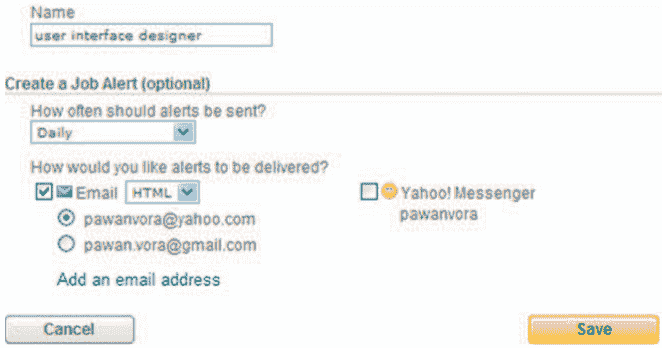 Name
user interface designer
Create a Job Alert (optional)
How often should alerts be sent?
Daily
How would you like alerts to be delivered?
Email HTML
Yahoo! Messenger
pawanvora@yahoo.com
pawanvora
pawan.vora@gmail.com
Add an email address
Cancel
Save